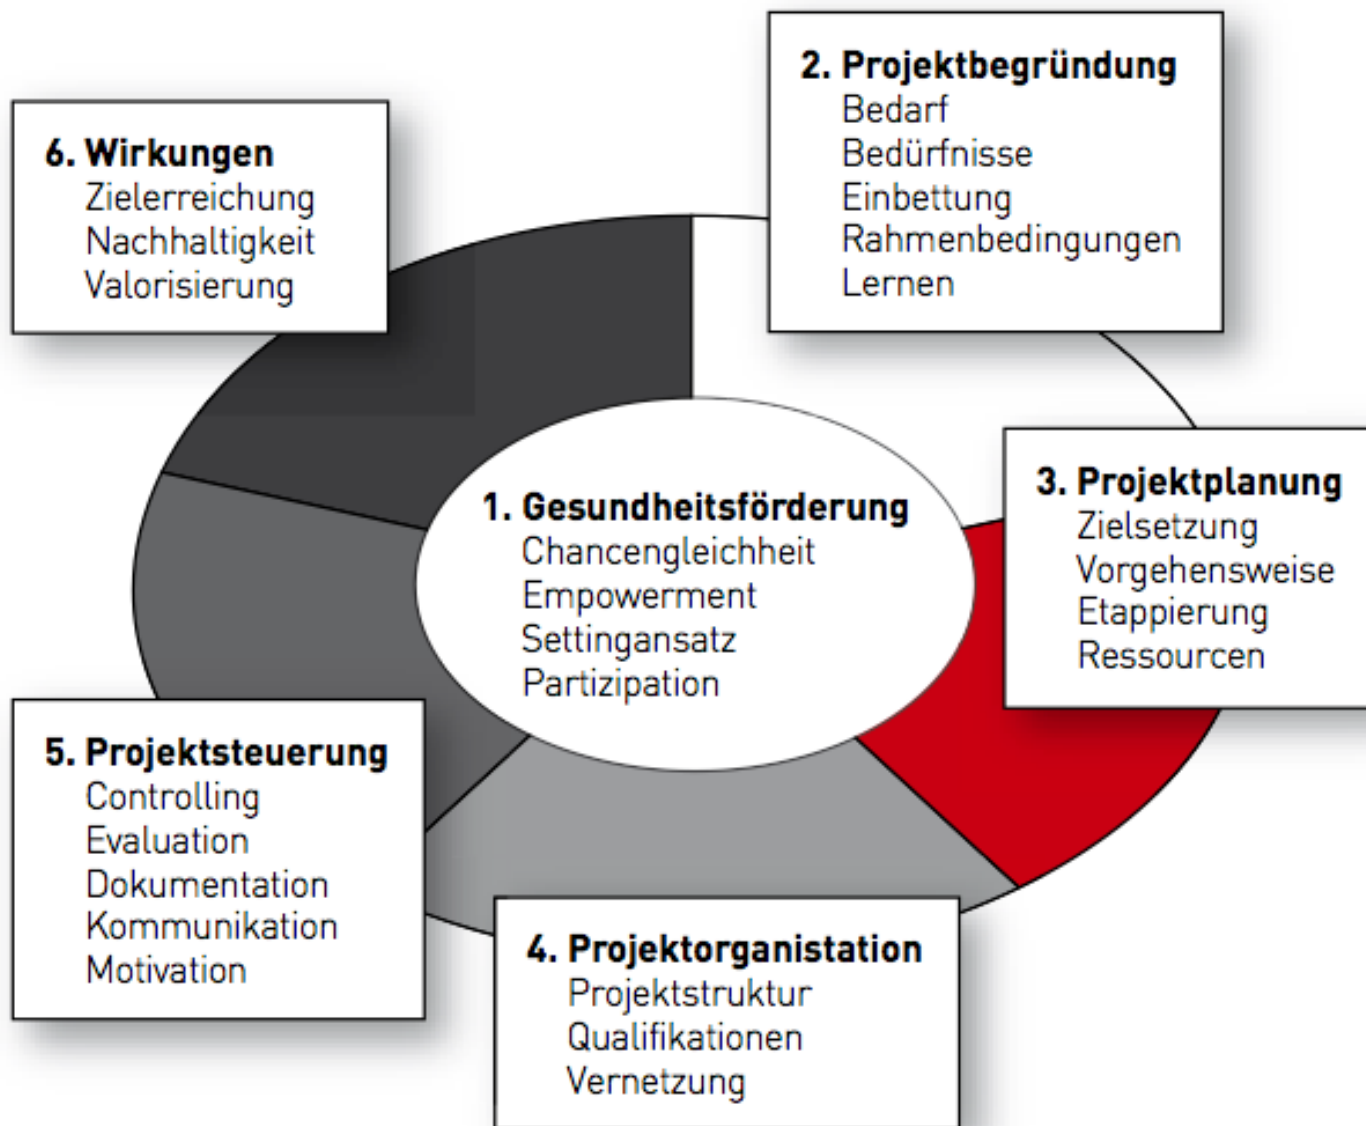 1. Gesundheitsförderung
Chancengleichheit
Empowerment
Settingansatz
Partizipation
2. Projektbegründung
Bedarf
Bedürfnisse
Einbettung
Rahmenbedingungen
Lernen
3. Projektplanung
Zielsetzung
Vorgehensweise
Etappierung
Ressourcen
4. Projektorganistation
Projektstruktur
Qualifikationen
Vernetzung
5. Projektsteuerung
Controlling
Evaluation
Dokumentation
Kommunikation
Motivation
6. Wirkungen
Zielerreichung
Nachhaltigkeit
Valorisierung